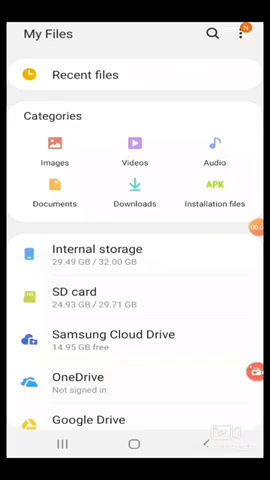 My Files
N
Recent files
Categories
Images
Videos
Audio
Documents
Downloads
APK
Installation files
Internal storage
29.49 GB / 32.00 GB
SD card
24.93 GB / 29.71 GB
Samsung Cloud Drive
14.95 GB free
OneDrive
Not signed in
Google Drive